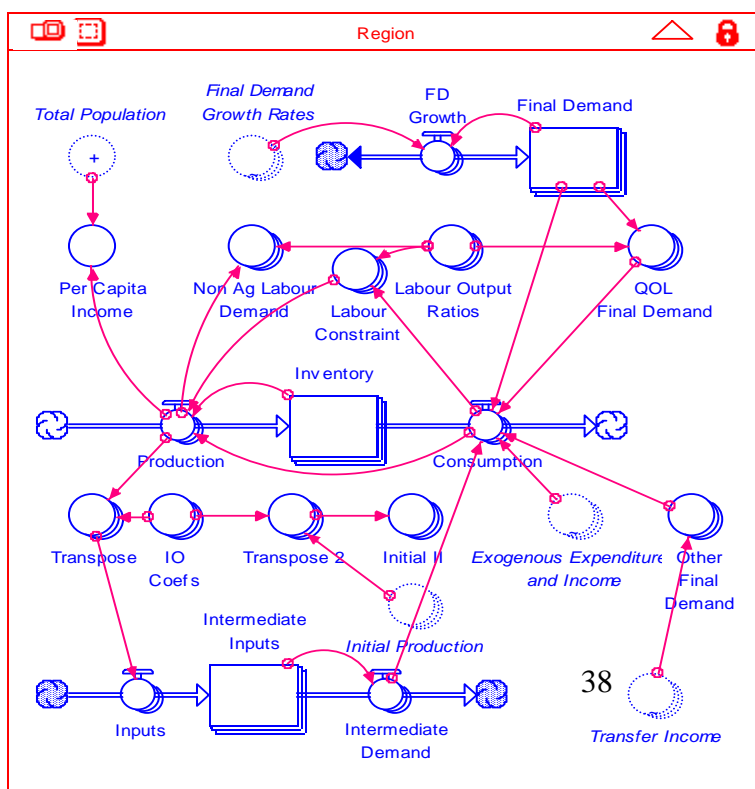 Region
Final Demand
Growth Rates
FD
Growth
Final Demand
Total Population
+
Per Capita
Income
Non Ag Labour
Demand
Labour
Constraint
Labour Output
Ratios
QOL
Final Demand
Inventory
Production
Consumption
Transpose
IO
Coefs
Transpose 2
Initial II
Exogenous Expenditure
and Income
Other
Final
Demand
Intermediate
Inputs
Initial Production
38
Inputs
Intermediate
Demand
Transfer Income